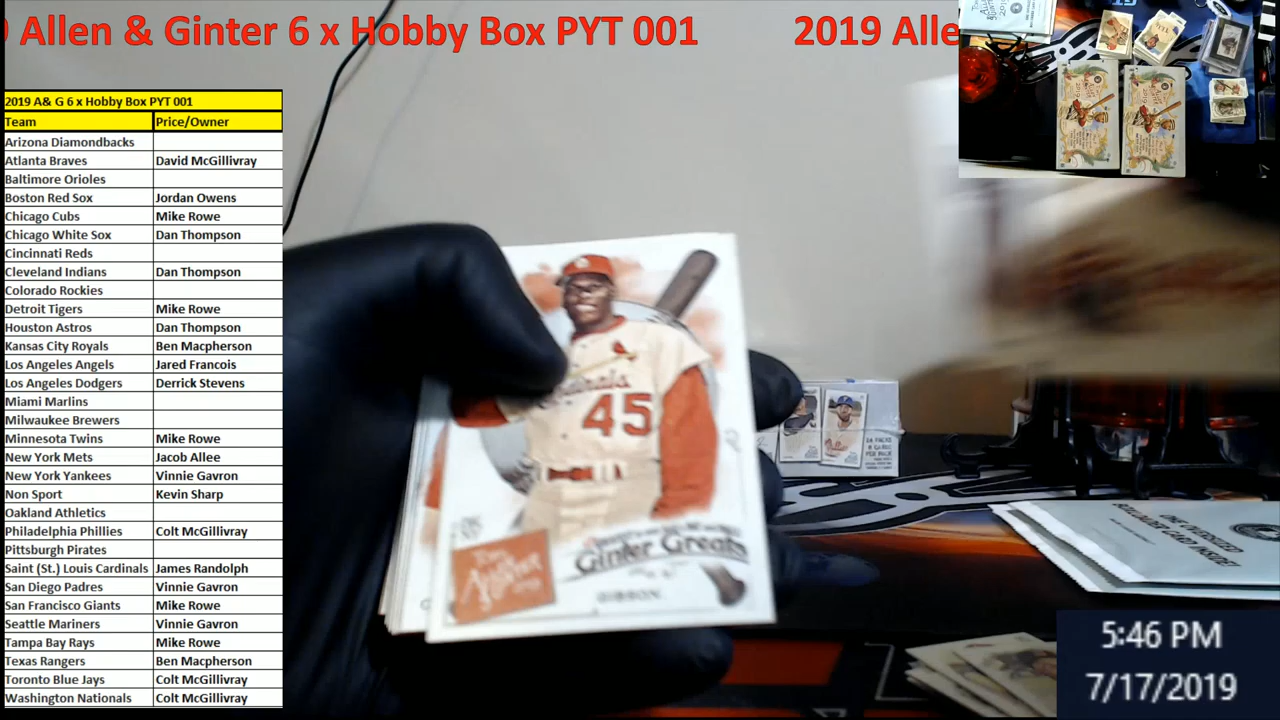 Allen & Ginter 6 x Hobby Box PYT 001 2019 Alle
2019 A& G 6 x Hobby Box PYT 001
Team Price/Owner
Arizona Diamondbacks
Atlanta Braves David McGillivray
Baltimore Orioles
Boston Red Sox Jordan Owens
Chicago Cubs Mike Rowe
Chicago White Sox Dan Thompson
Cincinnati Reds
Cleveland Indians Dan Thompson
Colorado Rockies
Detroit Tigers Mike Rowe
Houston Astros Dan Thompson
Kansas City Royals Ben Macpherson
Los Angeles Angels Jared Francois
Los Angeles Dodgers Derrick Stevens
Miami Marlins
Milwaukee Brewers
Minnesota Twins Mike Rowe
New York Mets Jacob Allee
New York Yankees Vinnie Gavron
Non Sport Kevin Sharp
Oakland Athletics
Philadelphia Phillies Colt McGillivray
Pittsburgh Pirates
Saint (St.) Louis Cardinals James Randolph
San Diego Padres Vinnie Gavron
San Francisco Giants Mike Rowe
Seattle Mariners Vinnie Gavron
Tampa Bay Rays Mike Rowe
Texas Rangers Ben Macpherson
Toronto Blue Jays Colt McGillivray
Washington Nationals Colt McGillivray
45
Ginter Greats
GIBSON
5:46 PM
7/17/2019